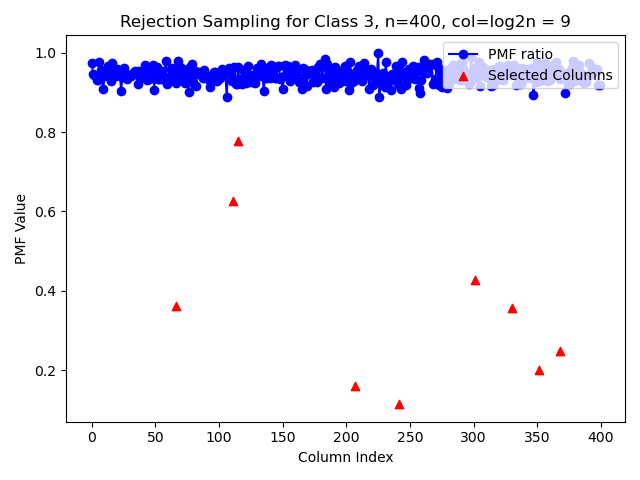 Rejection Sampling for Class 3, n=400, col=log2n = 9
PMF ratio
Selected Columns
PMF Value
1.0
0.8
0.6
0.4
0.2
0 50 100 150 200 250 300 350 400
Column Index